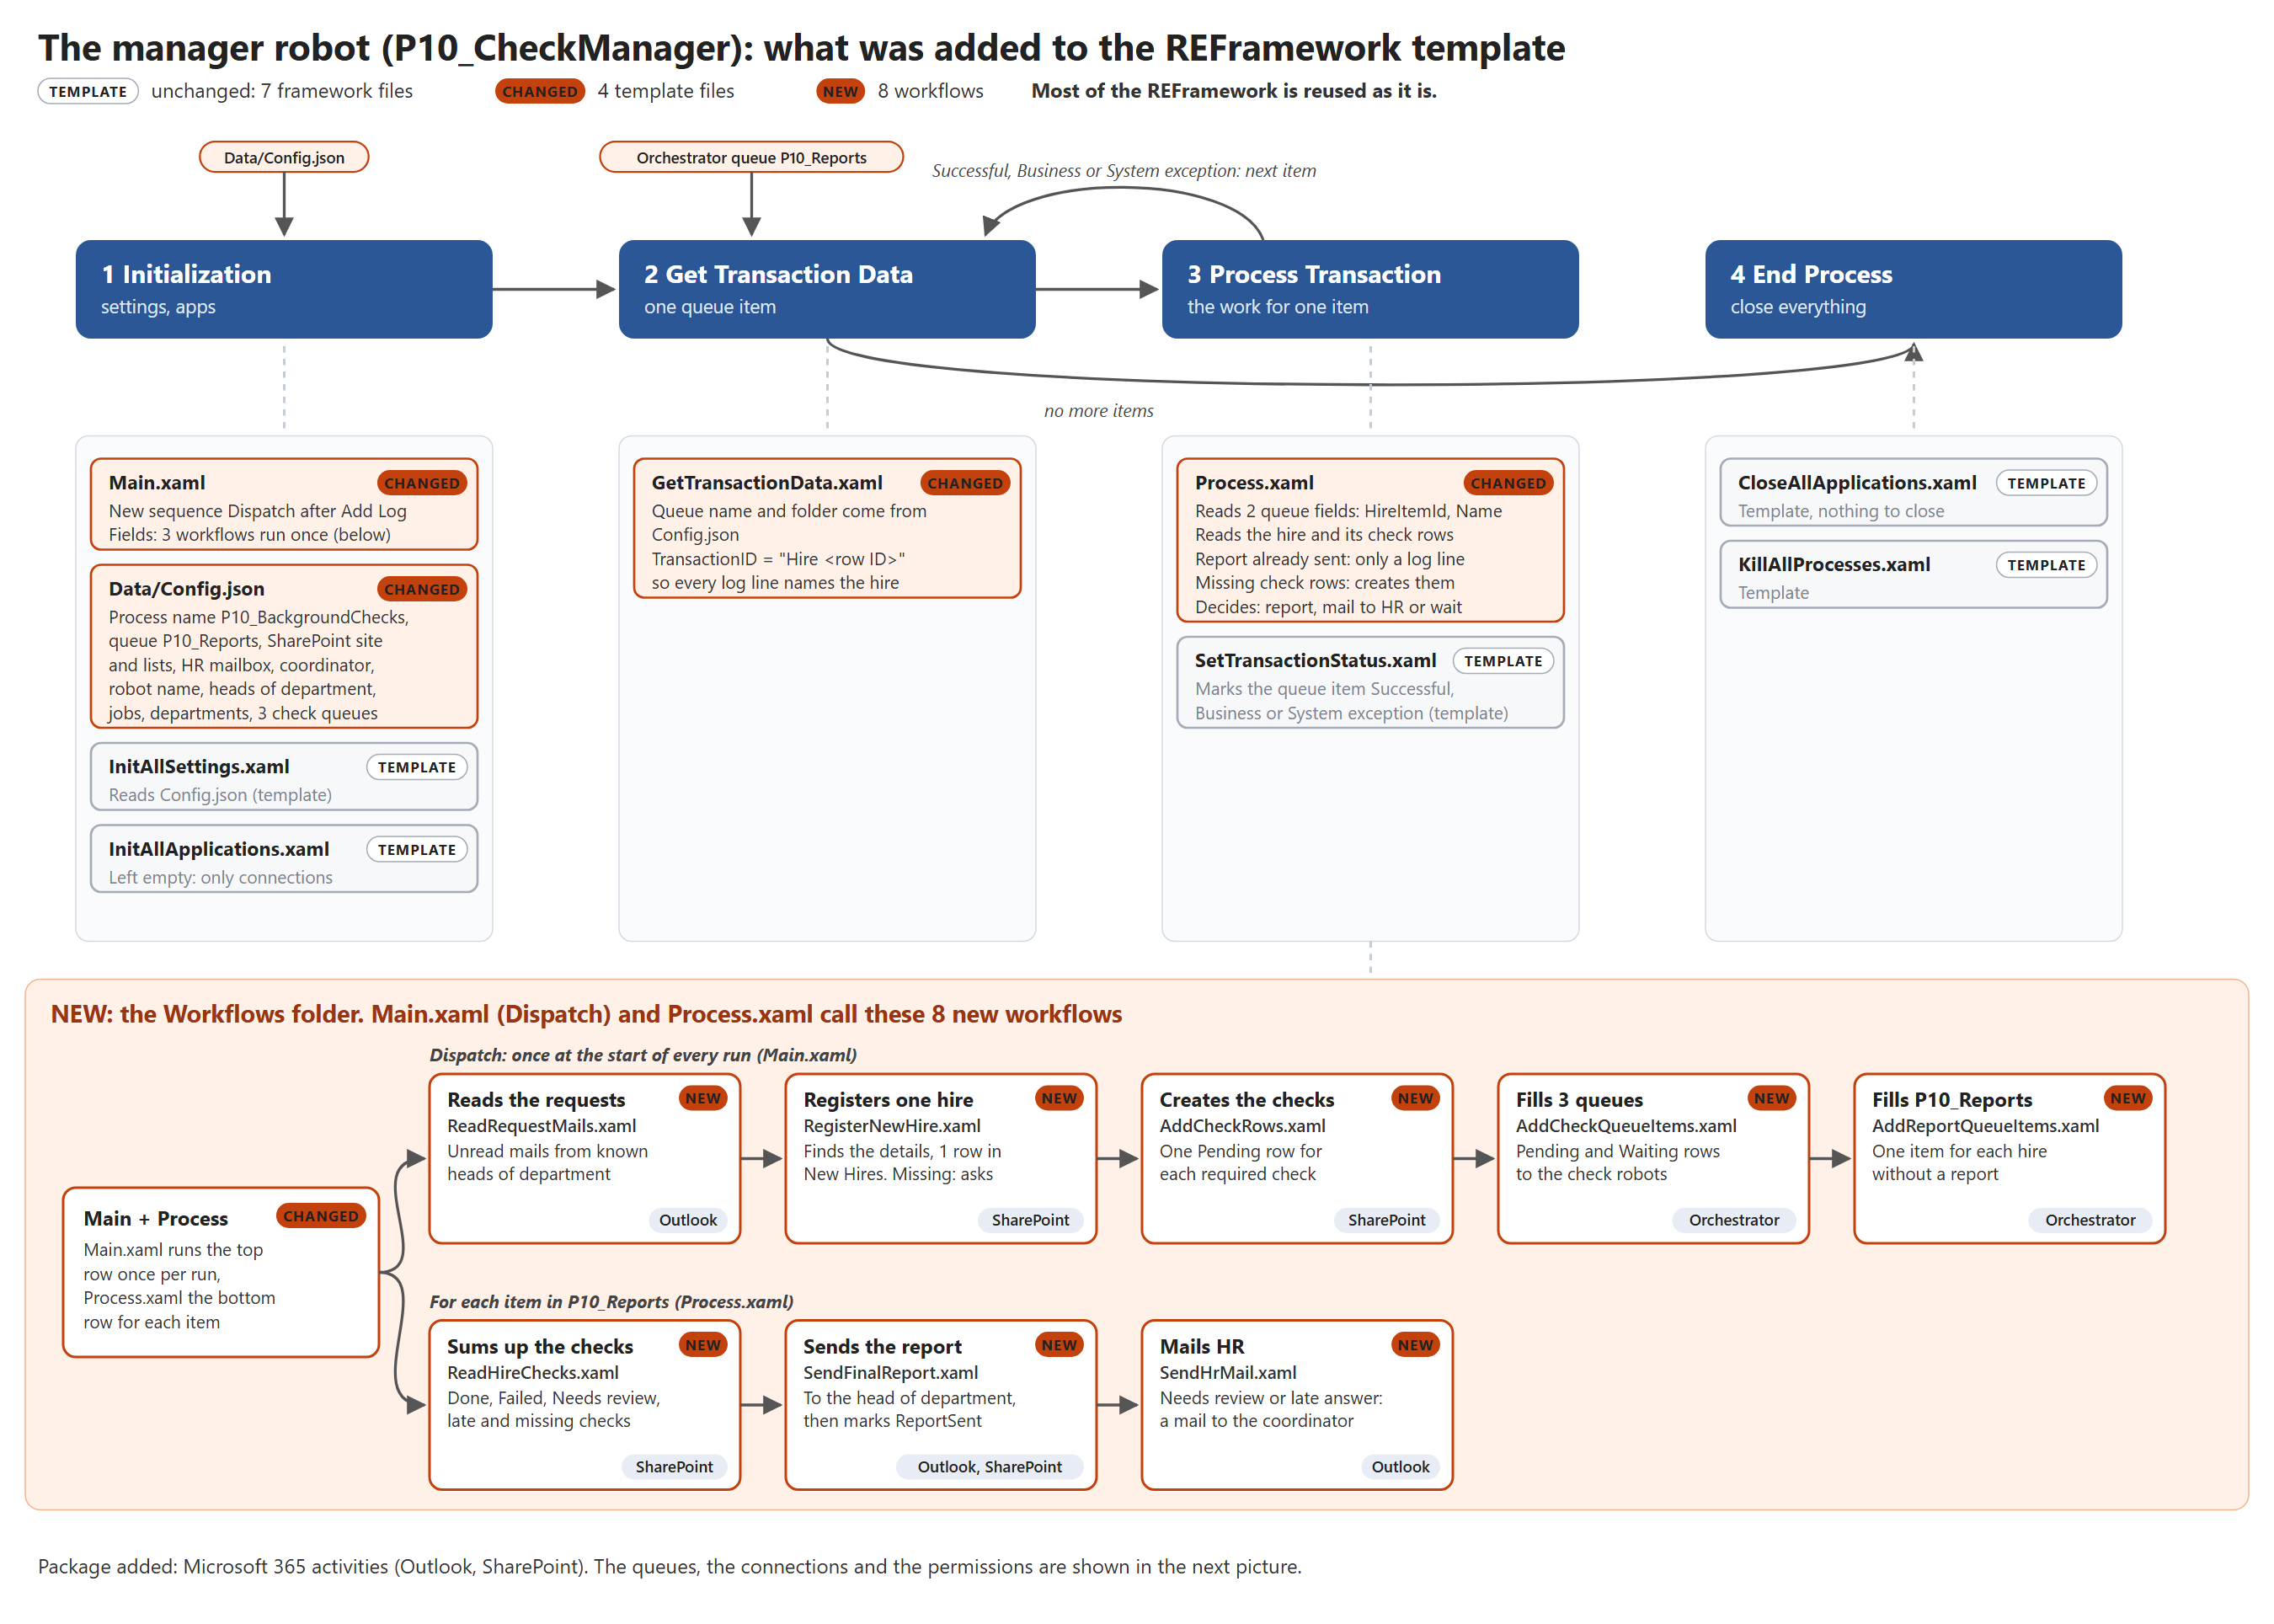 The manager robot (P10_CheckManager): what was added to the REFramework template
TEMPLATE unchanged: 7 framework files CHANGED 4 template files NEW 8 workflows Most of the REFramework is reused as it is.
Data/Config.json
Orchestrator queue P10_Reports
Successful, Business or System exception: next item
1 Initialization
settings, apps
2 Get Transaction Data
one queue item
3 Process Transaction
the work for one item
4 End Process
close everything
no more items
Main.xaml CHANGED
New sequence Dispatch after Add Log
Fields: 3 workflows run once (below)
Data/Config.json CHANGED
Process name P10_BackgroundChecks,
queue P10_Reports, SharePoint site
and lists, HR mailbox, coordinator,
robot name, heads of department,
jobs, departments, 3 check queues
InitAllSettings.xaml TEMPLATE
Reads Config.json (template)
InitAllApplications.xaml TEMPLATE
Left empty: only connections
GetTransactionData.xaml CHANGED
Queue name and folder come from
Config.json
TransactionID = "Hire <row ID>"
so every log line names the hire
Process.xaml CHANGED
Reads 2 queue fields: HireItemId, Name
Reads the hire and its check rows
Report already sent: only a log line
Missing check rows: creates them
Decides: report, mail to HR or wait
SetTransactionStatus.xaml TEMPLATE
Marks the queue item Successful,
Business or System exception (template)
CloseAllApplications.xaml TEMPLATE
Template, nothing to close
KillAllProcesses.xaml TEMPLATE
Template
NEW: the Workflows folder. Main.xaml (Dispatch) and Process.xaml call these 8 new workflows
Main + Process CHANGED
Main.xaml runs the top
row once per run,
Process.xaml the bottom
row for each item
Dispatch: once at the start of every run (Main.xaml)
Reads the requests NEW
ReadRequestMails.xaml
Unread mails from known
heads of department
Outlook
Registers one hire NEW
RegisterNewHire.xaml
Finds the details, 1 row in
New Hires. Missing: asks
SharePoint
Creates the checks NEW
AddCheckRows.xaml
One Pending row for
each required check
SharePoint
Fills 3 queues NEW
AddCheckQueueItems.xaml
Pending and Waiting rows
to the check robots
Orchestrator
Fills P10_Reports NEW
AddReportQueueItems.xaml
One item for each hire
without a report
Orchestrator
For each item in P10_Reports (Process.xaml)
Sums up the checks NEW
ReadHireChecks.xaml
Done, Failed, Needs review,
late and missing checks
SharePoint
Sends the report NEW
SendFinalReport.xaml
To the head of department,
then marks ReportSent
Outlook, SharePoint
Mails HR NEW
SendHrMail.xaml
Needs review or late answer:
a mail to the coordinator
Outlook
Package added: Microsoft 365 activities (Outlook, SharePoint). The queues, the connections and the permissions are shown in the next picture.